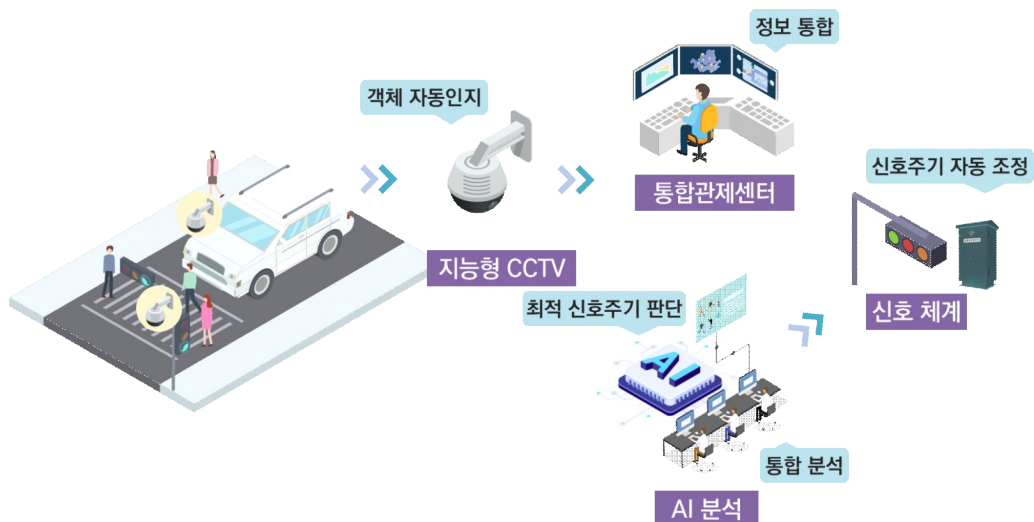 정보 통합
객체 자동인지
통합관제센터
신호주기 자동 조정
지능형 CCTV
최적 신호주기 판단
신호 체계
AI
통합 분석
AI 분석